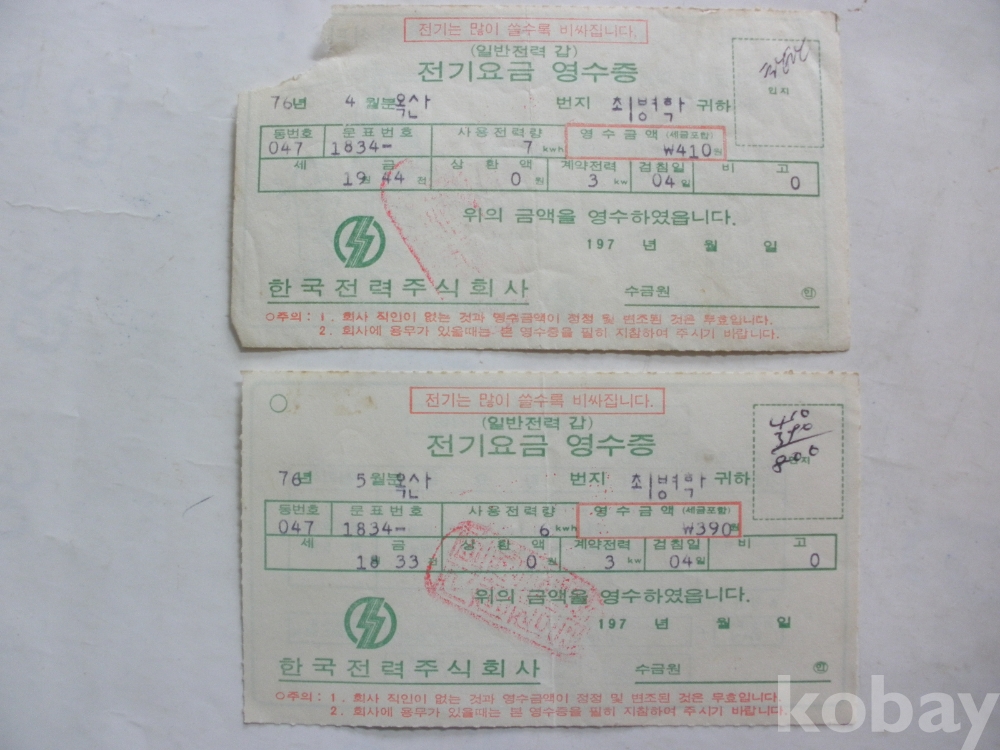 전기는 많이 쓸수록 비싸집니다.
(일반전력 갑)
전기요금 영수증
76년 4월분 옥산 번지 최병학 귀하
인지
동번호 문표번호 사용전력량 영수금액 (세금포함)
047 1834- 7 kwh ₩410원
세 금 상환액 계약전력 검침일 비 고
19원 44전 0원 3 kw 04일 0
위의 금액을 영수하였읍니다.
197 년 월 일
한국전력주식회사 수금원 ㊞
○주의 : 1. 회사 직인이 없는 것과 영수금액이 정정 및 변조된 것은 무효입니다.
2. 회사에 용무가 있을때는 본 영수증을 필히 지참하여 주시기 바랍니다.
전기는 많이 쓸수록 비싸집니다.
(일반전력 갑)
전기요금 영수증
410
390
800
인지
76년 5월분 옥산 번지 최병학 귀하
동번호 문표번호 사용전력량 영수금액 (세금포함)
047 1834- 6 kwh ₩390원
세 금 상환액 계약전력 검침일 비 고
18원 33전 0원 3 kw 04일 0
위의 금액을 영수하였읍니다.
197 년 월 일
한국전력주식회사 수금원 ㊞
○주의 : 1. 회사 직인이 없는 것과 영수금액이 정정 및 변조된 것은 무효입니다.
2. 회사에 용무가 있을때는 본 영수증을 필히 지참하여 주시기 바랍니다.
kobay